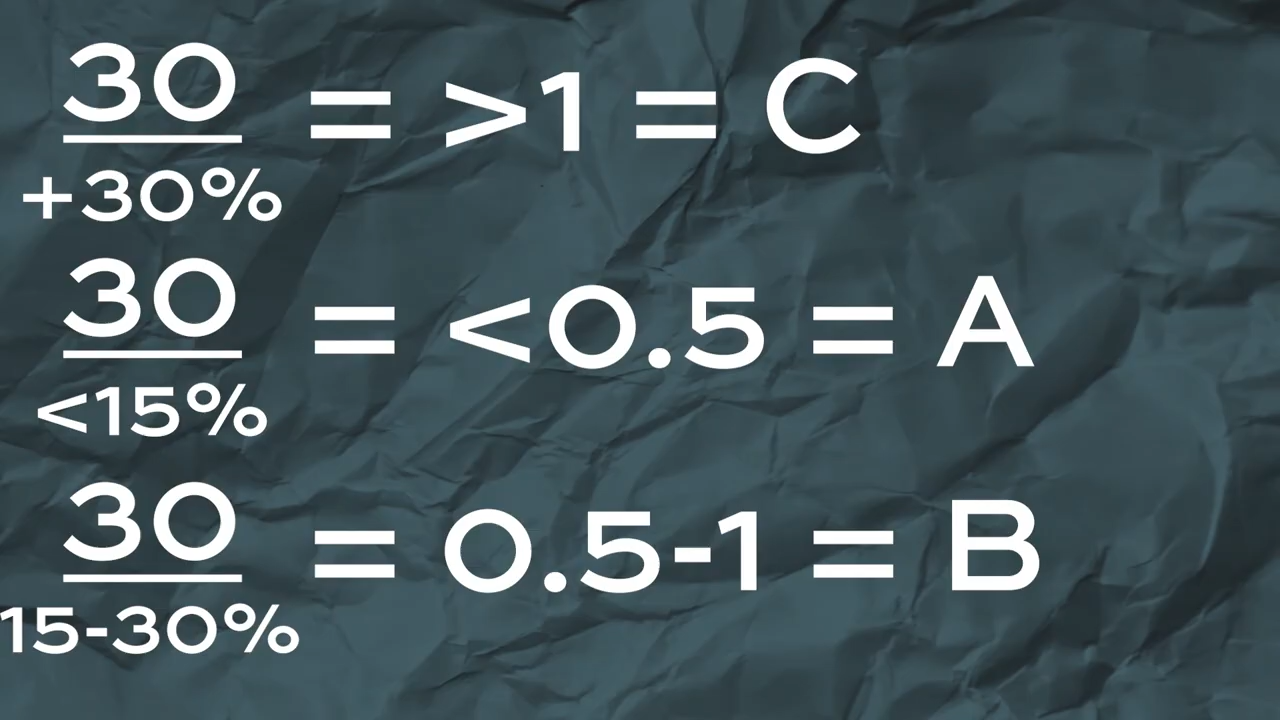 30 = >1 = C
+30%
30 = <0.5 = A
<15%
30 = 0.5-1 = B
15-30%